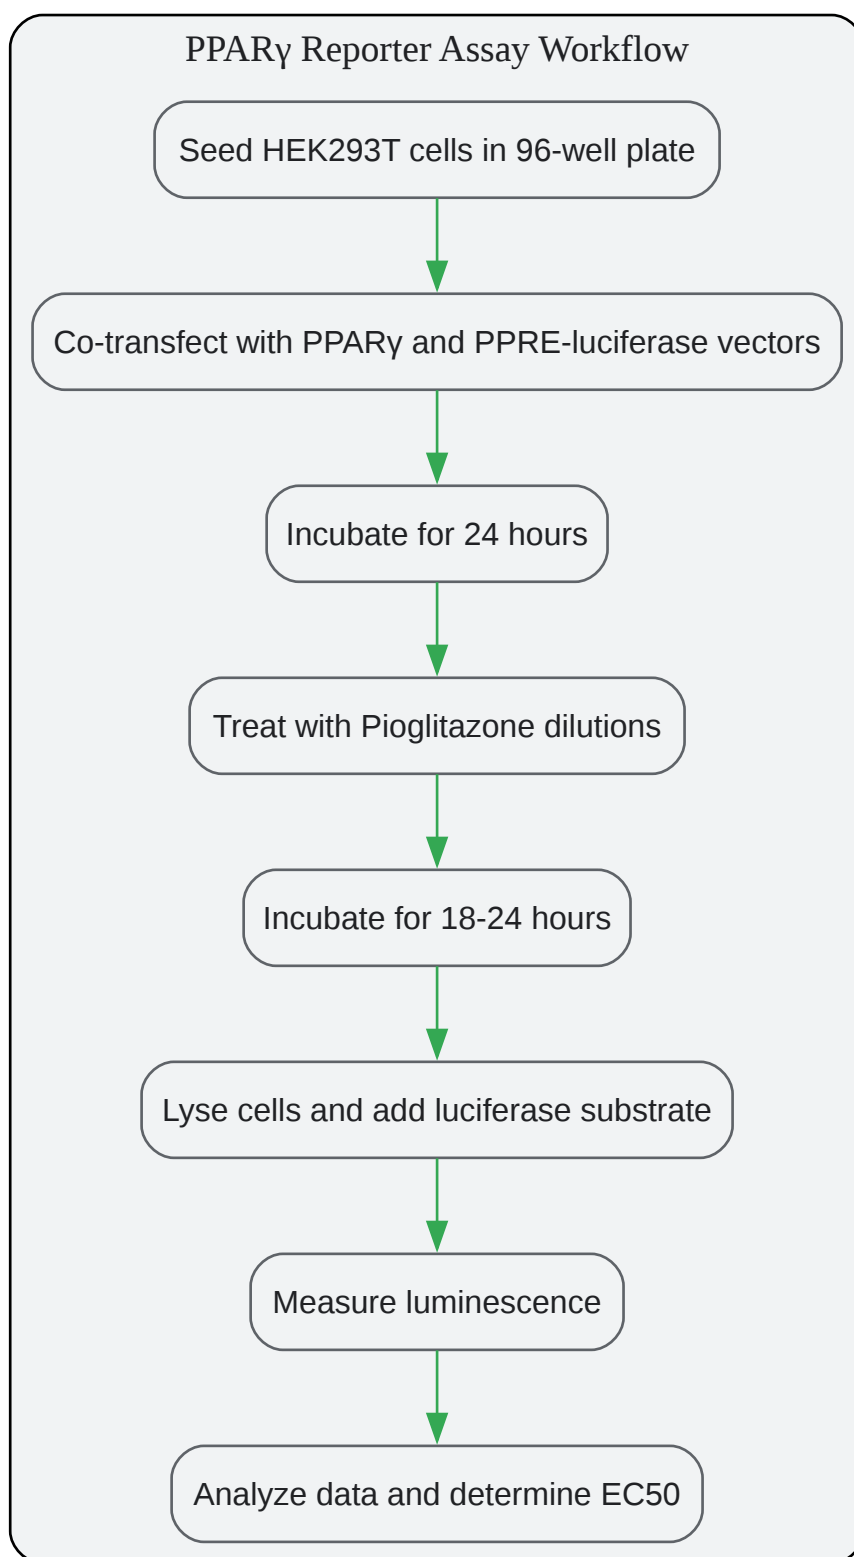 PPARγ Reporter Assay Workflow
Seed HEK293T cells in 96-well plate
Co-transfect with PPARγ and PPRE-luciferase vectors
Incubate for 24 hours
Treat with Pioglitazone dilutions
Incubate for 18-24 hours
Lyse cells and add luciferase substrate
Measure luminescence
Analyze data and determine EC50